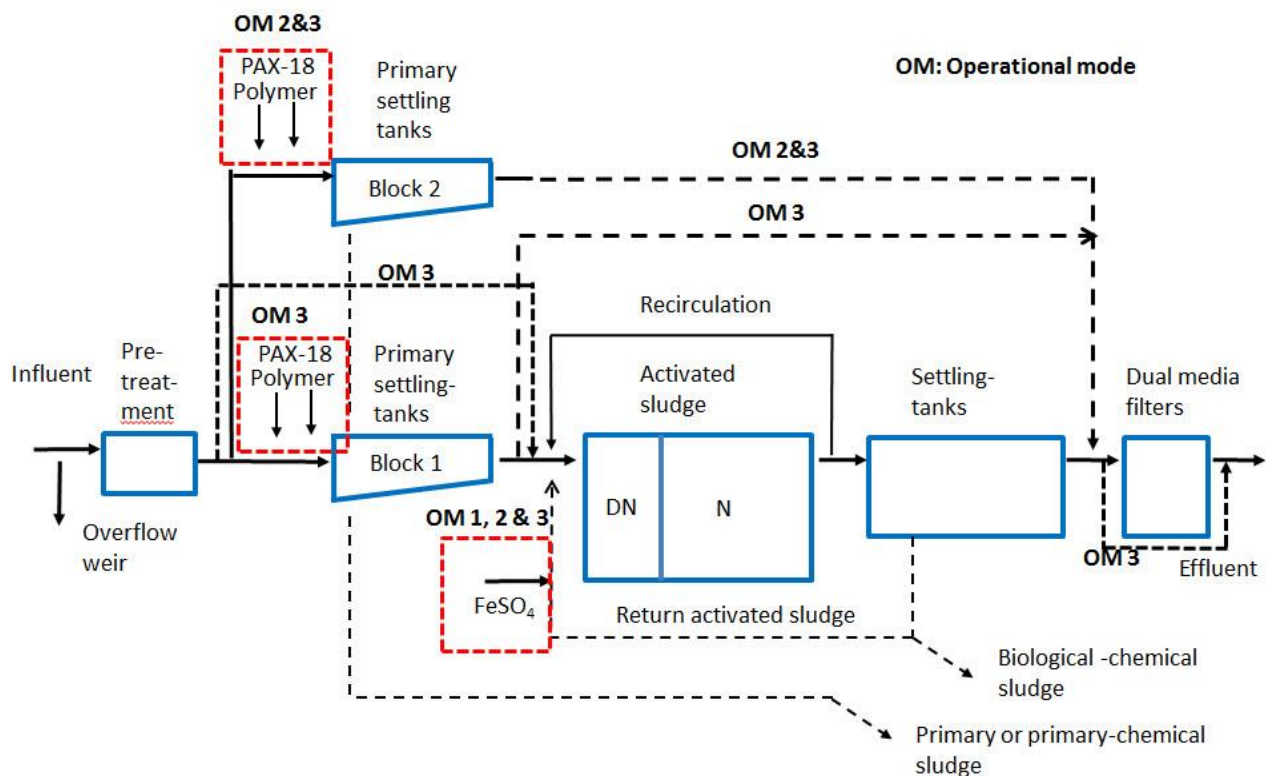 OM 2&3
PAX-18
Polymer
Primary
settling
tanks
OM: Operational mode
Block 2
OM 2&3
OM 3
OM 3
OM 3
PAX-18
Polymer
Primary
settling-
tanks
Recirculation
Influent
Pre-
treat-
ment
Activated
sludge
Settling-
tanks
Dual media
filters
Block 1
Overflow
weir
DN
N
OM 1, 2 & 3
FeSO4
OM 3
Effluent
Return activated sludge
Biological -chemical
sludge
Primary or primary-chemical
sludge